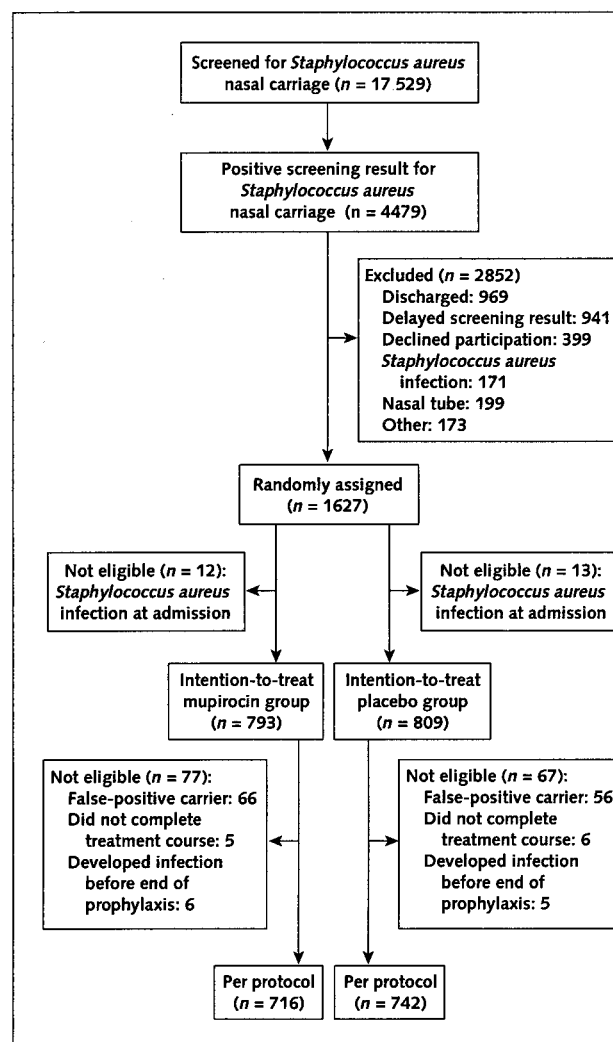 Screened for Staphylococcus aureus
nasal carriage (n = 17 529)
Positive screening result for
Staphylococcus aureus
nasal carriage (n = 4479)
Excluded (n = 2852)
Discharged: 969
Delayed screening result: 941
Declined participation: 399
Staphylococcus aureus
infection: 171
Nasal tube: 199
Other: 173
Randomly assigned
(n = 1627)
Not eligible (n = 12):
Staphylococcus aureus
infection at admission
Not eligible (n = 13):
Staphylococcus aureus
infection at admission
Intention-to-treat
mupirocin group
(n = 793)
Intention-to-treat
placebo group
(n = 809)
Not eligible (n = 77):
False-positive carrier: 66
Did not complete
treatment course: 5
Developed infection
before end of
prophylaxis: 6
Not eligible (n = 67):
False-positive carrier: 56
Did not complete
treatment course: 6
Developed infection
before end of
prophylaxis: 5
Per protocol
(n = 716)
Per protocol
(n = 742)